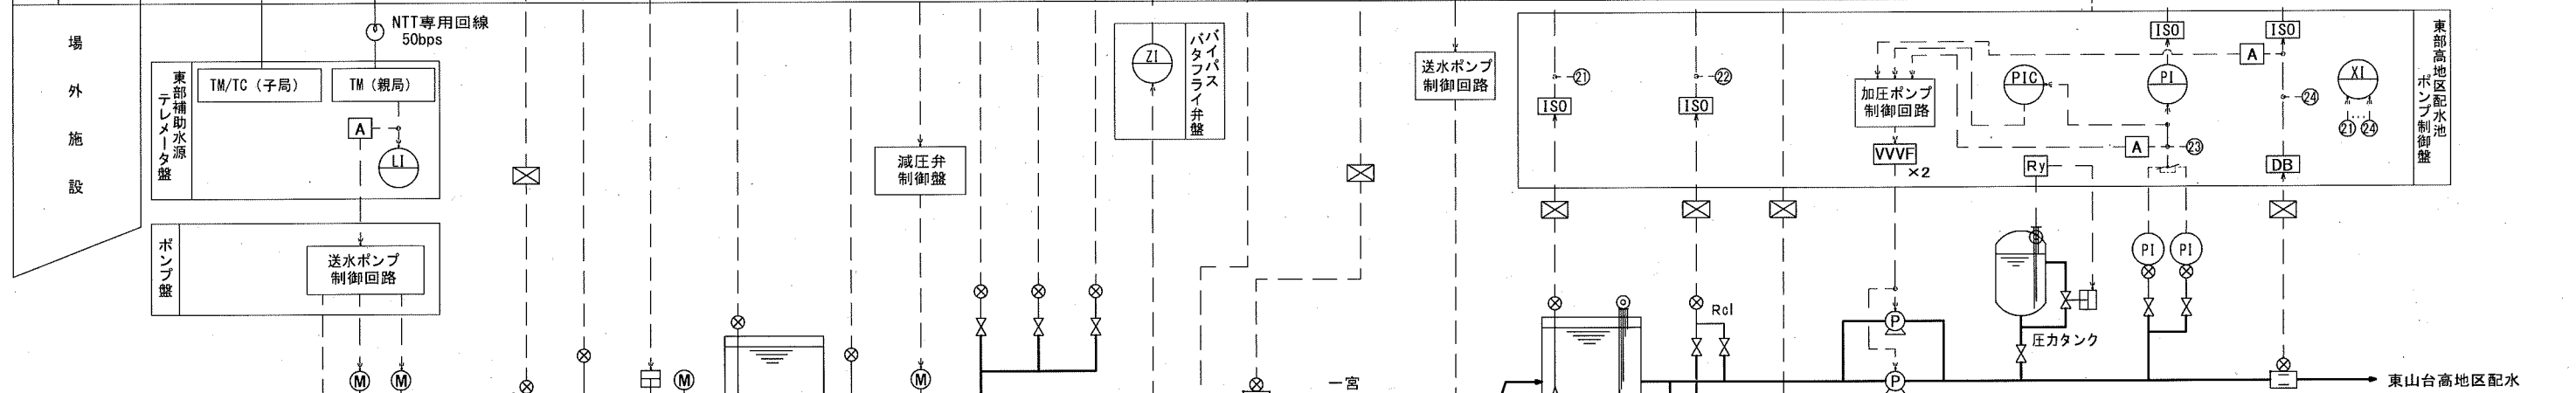 場外施設
NTT専用回線
50bps
東部補助水源
テレメータ盤
TM/TC (子局)
TM (親局)
A
LI
ポンプ盤
送水ポンプ
制御回路
M
M
M
減圧弁
制御盤
M
ZI
バイパス
バタフライ弁盤
一宮
送水ポンプ
制御回路
東部高地区配水池
ポンプ制御盤
㉑
ISO
㉒
ISO
加圧ポンプ
制御回路
VVVF
×2
PIC
ISO
PI
A
㉓
Ry
ISO
A
㉔
DB
XI
㉑
㉔
PI
PI
Rcl
P
P
圧力タンク
東山台高地区配水